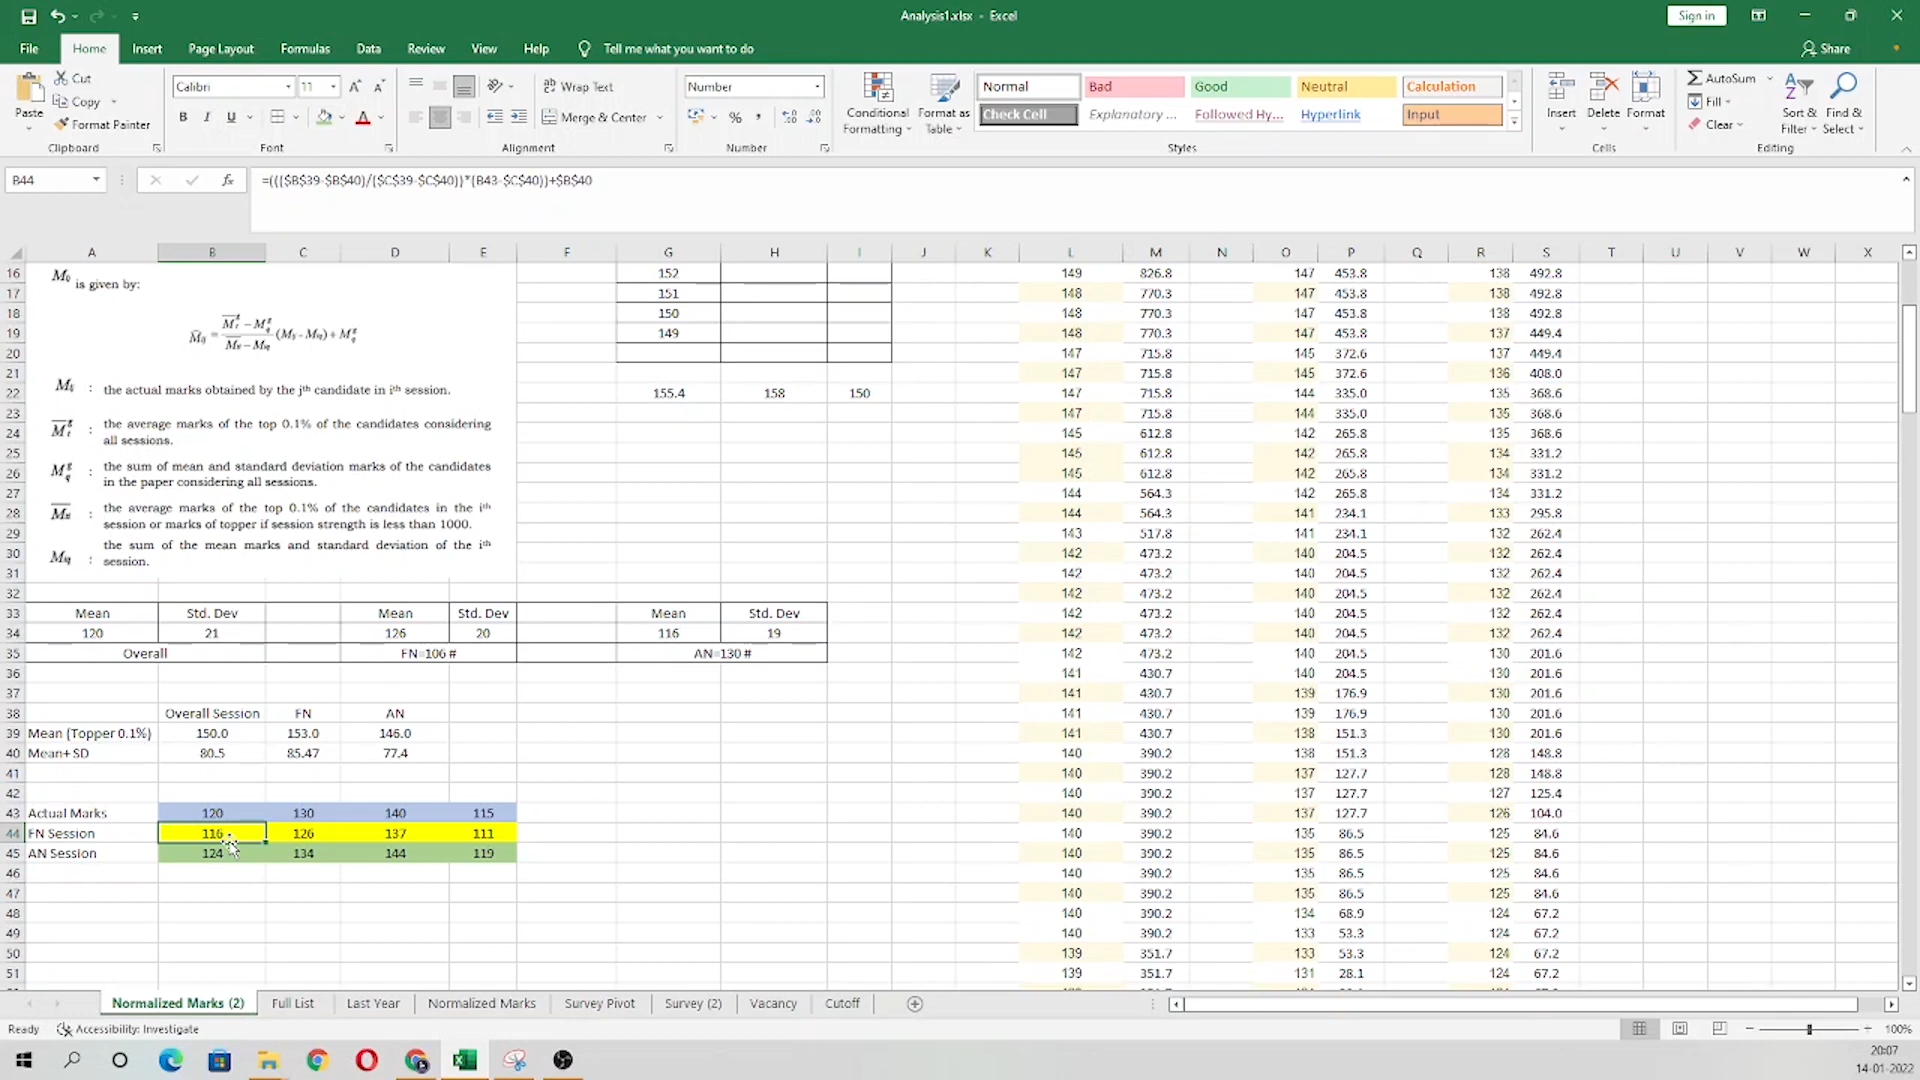 Analysis1.xlsx - Excel
Sign in
File Home Insert Page Layout Formulas Data Review View Help Tell me what you want to do Share
Paste Cut Copy Format Painter Clipboard
Calibri 11 B I U A Font
Wrap Text Merge & Center Alignment
Number % Number
Conditional Formatting Format as Table
Normal Bad Good Neutral Calculation
Check Cell Explanatory ... Followed Hy... Hyperlink Input
Styles
Insert Delete Format Cells
AutoSum Fill Clear Sort & Filter Find & Select Editing
B44 fx =((($B$39-$B$40)/($C$39-$C$40))*(B43-$C$40))+$B$40
A B C D E F G H I J K L M N O P Q R S T U V W X
16 is given by: 152 149 826.8 147 453.8 138 492.8
17 151 148 770.3 147 453.8 138 492.8
18 150 148 770.3 147 453.8 138 492.8
19 149 148 770.3 147 453.8 137 449.4
20 147 715.8 145 372.6 137 449.4
21 147 715.8 145 372.6 136 408.0
22 155.4 158 150 147 715.8 144 335.0 135 368.6
23 147 715.8 144 335.0 135 368.6
24 145 612.8 142 265.8 135 368.6
25 145 612.8 142 265.8 134 331.2
26 145 612.8 142 265.8 134 331.2
27 144 564.3 142 265.8 134 331.2
28 144 564.3 141 234.1 133 295.8
29 143 517.8 141 234.1 132 262.4
30 142 473.2 140 204.5 132 262.4
31 142 473.2 140 204.5 132 262.4
32 142 473.2 140 204.5 132 262.4
the actual marks obtained by the jth candidate in ith session.
the average marks of the top 0.1% of the candidates considering
all sessions.
the sum of mean and standard deviation marks of the candidates
in the paper considering all sessions.
the average marks of the top 0.1% of the candidates in the ith
session or marks of topper if session strength is less than 1000.
the sum of the mean marks and standard deviation of the ith
session.
33 Mean Std. Dev Mean Std. Dev Mean Std. Dev 142 473.2 140 204.5 132 262.4
34 120 21 126 20 116 19 142 473.2 140 204.5 132 262.4
35 Overall FN=106 # AN=130 # 142 473.2 140 204.5 130 201.6
36 141 430.7 140 204.5 130 201.6
37 141 430.7 139 176.9 130 201.6
38 Overall Session FN AN 141 430.7 139 176.9 130 201.6
39 Mean (Topper 0.1%) 150.0 153.0 146.0 141 430.7 138 151.3 130 201.6
40 Mean+ SD 80.5 85.47 77.4 140 390.2 138 151.3 128 148.8
41 140 390.2 137 127.7 128 148.8
42 140 390.2 137 127.7 127 125.4
43 Actual Marks 120 130 140 115 140 390.2 137 127.7 126 104.0
44 FN Session 116 126 137 111 140 390.2 135 86.5 125 84.6
45 AN Session 124 134 144 119 140 390.2 135 86.5 125 84.6
46 140 390.2 135 86.5 125 84.6
47 140 390.2 135 86.5 125 84.6
48 140 390.2 134 68.9 124 67.2
49 140 390.2 133 53.3 124 67.2
50 139 351.7 133 53.3 124 67.2
51 139 351.7 131 28.1 124 67.2
Normalized Marks (2) Full List Last Year Normalized Marks Survey Pivot Survey (2) Vacancy Cutoff
Ready Accessibility: Investigate 100%
20:07
14-01-2022